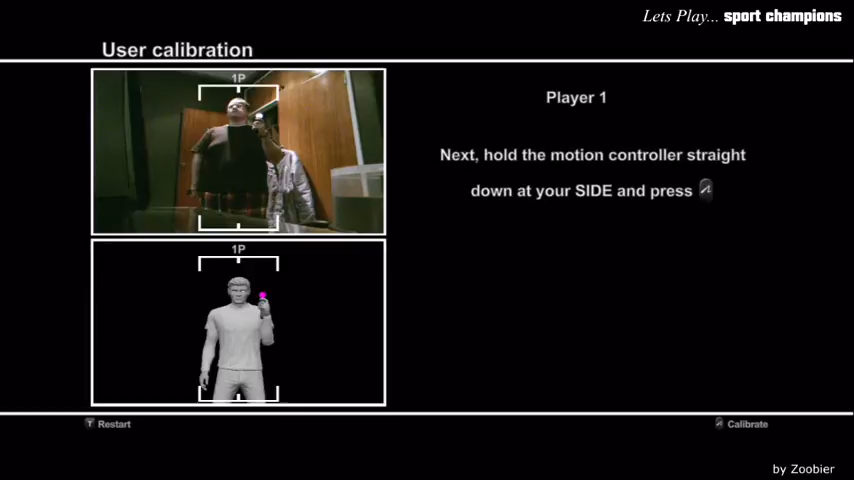 Lets Play... sport champions
User calibration
1P
Player 1
Next, hold the motion controller straight
down at your SIDE and press
1P
T Restart
Calibrate
by Zoobier